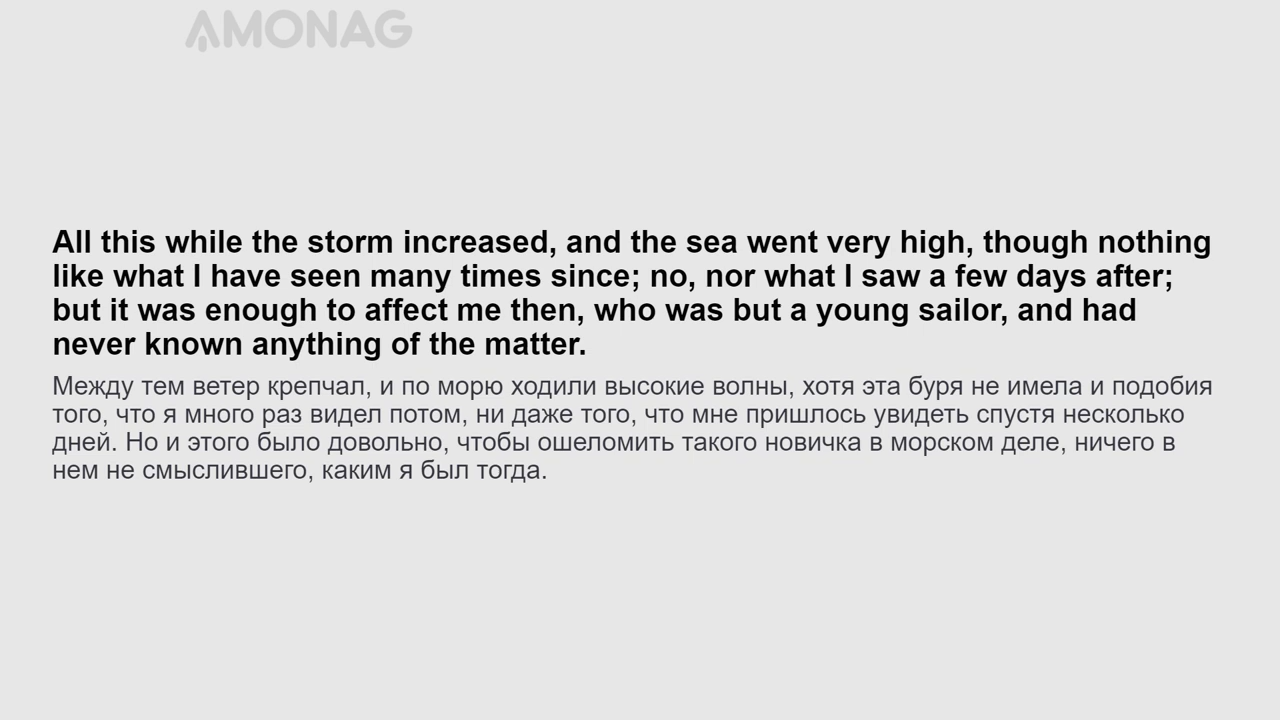 AMONAG
All this while the storm increased, and the sea went very high, though nothing
like what I have seen many times since; no, nor what I saw a few days after;
but it was enough to affect me then, who was but a young sailor, and had
never known anything of the matter.
Между тем ветер крепчал, и по морю ходили высокие волны, хотя эта буря не имела и подобия
того, что я много раз видел потом, ни даже того, что мне пришлось увидеть спустя несколько
дней. Но и этого было довольно, чтобы ошеломить такого новичка в морском деле, ничего в
нем не смыслившего, каким я был тогда.